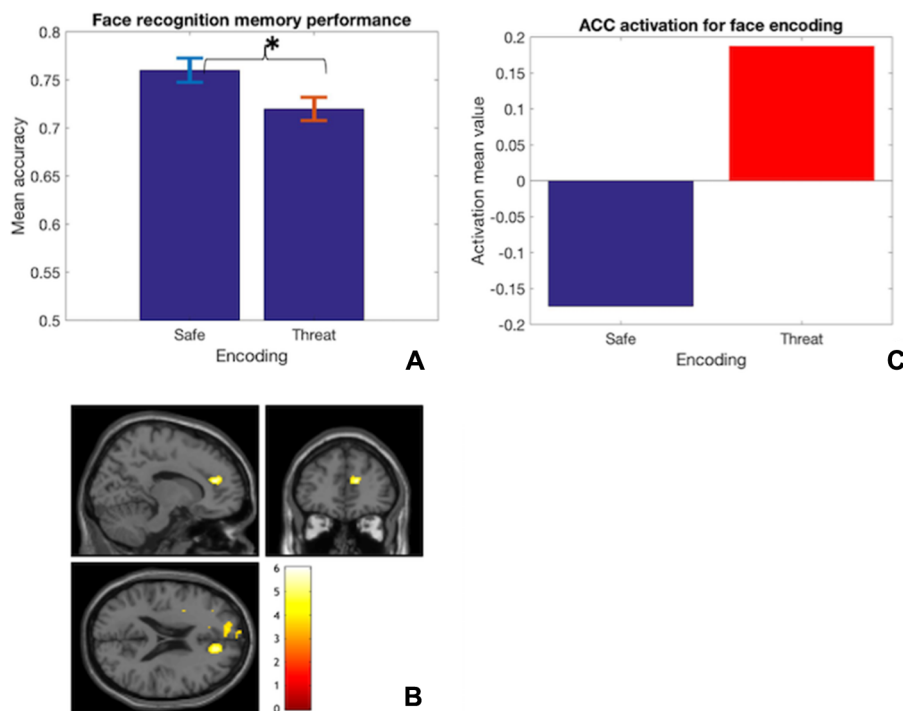 Face recognition memory performance
*
0.8
0.75
0.7
0.65
0.6
0.55
0.5
Mean accuracy
Safe Threat
Encoding
A
ACC activation for face encoding
0.2
0.15
0.1
0.05
0
-0.05
-0.1
-0.15
-0.2
Activation mean value
Safe Threat
Encoding
C
6
5
4
3
2
1
0
B